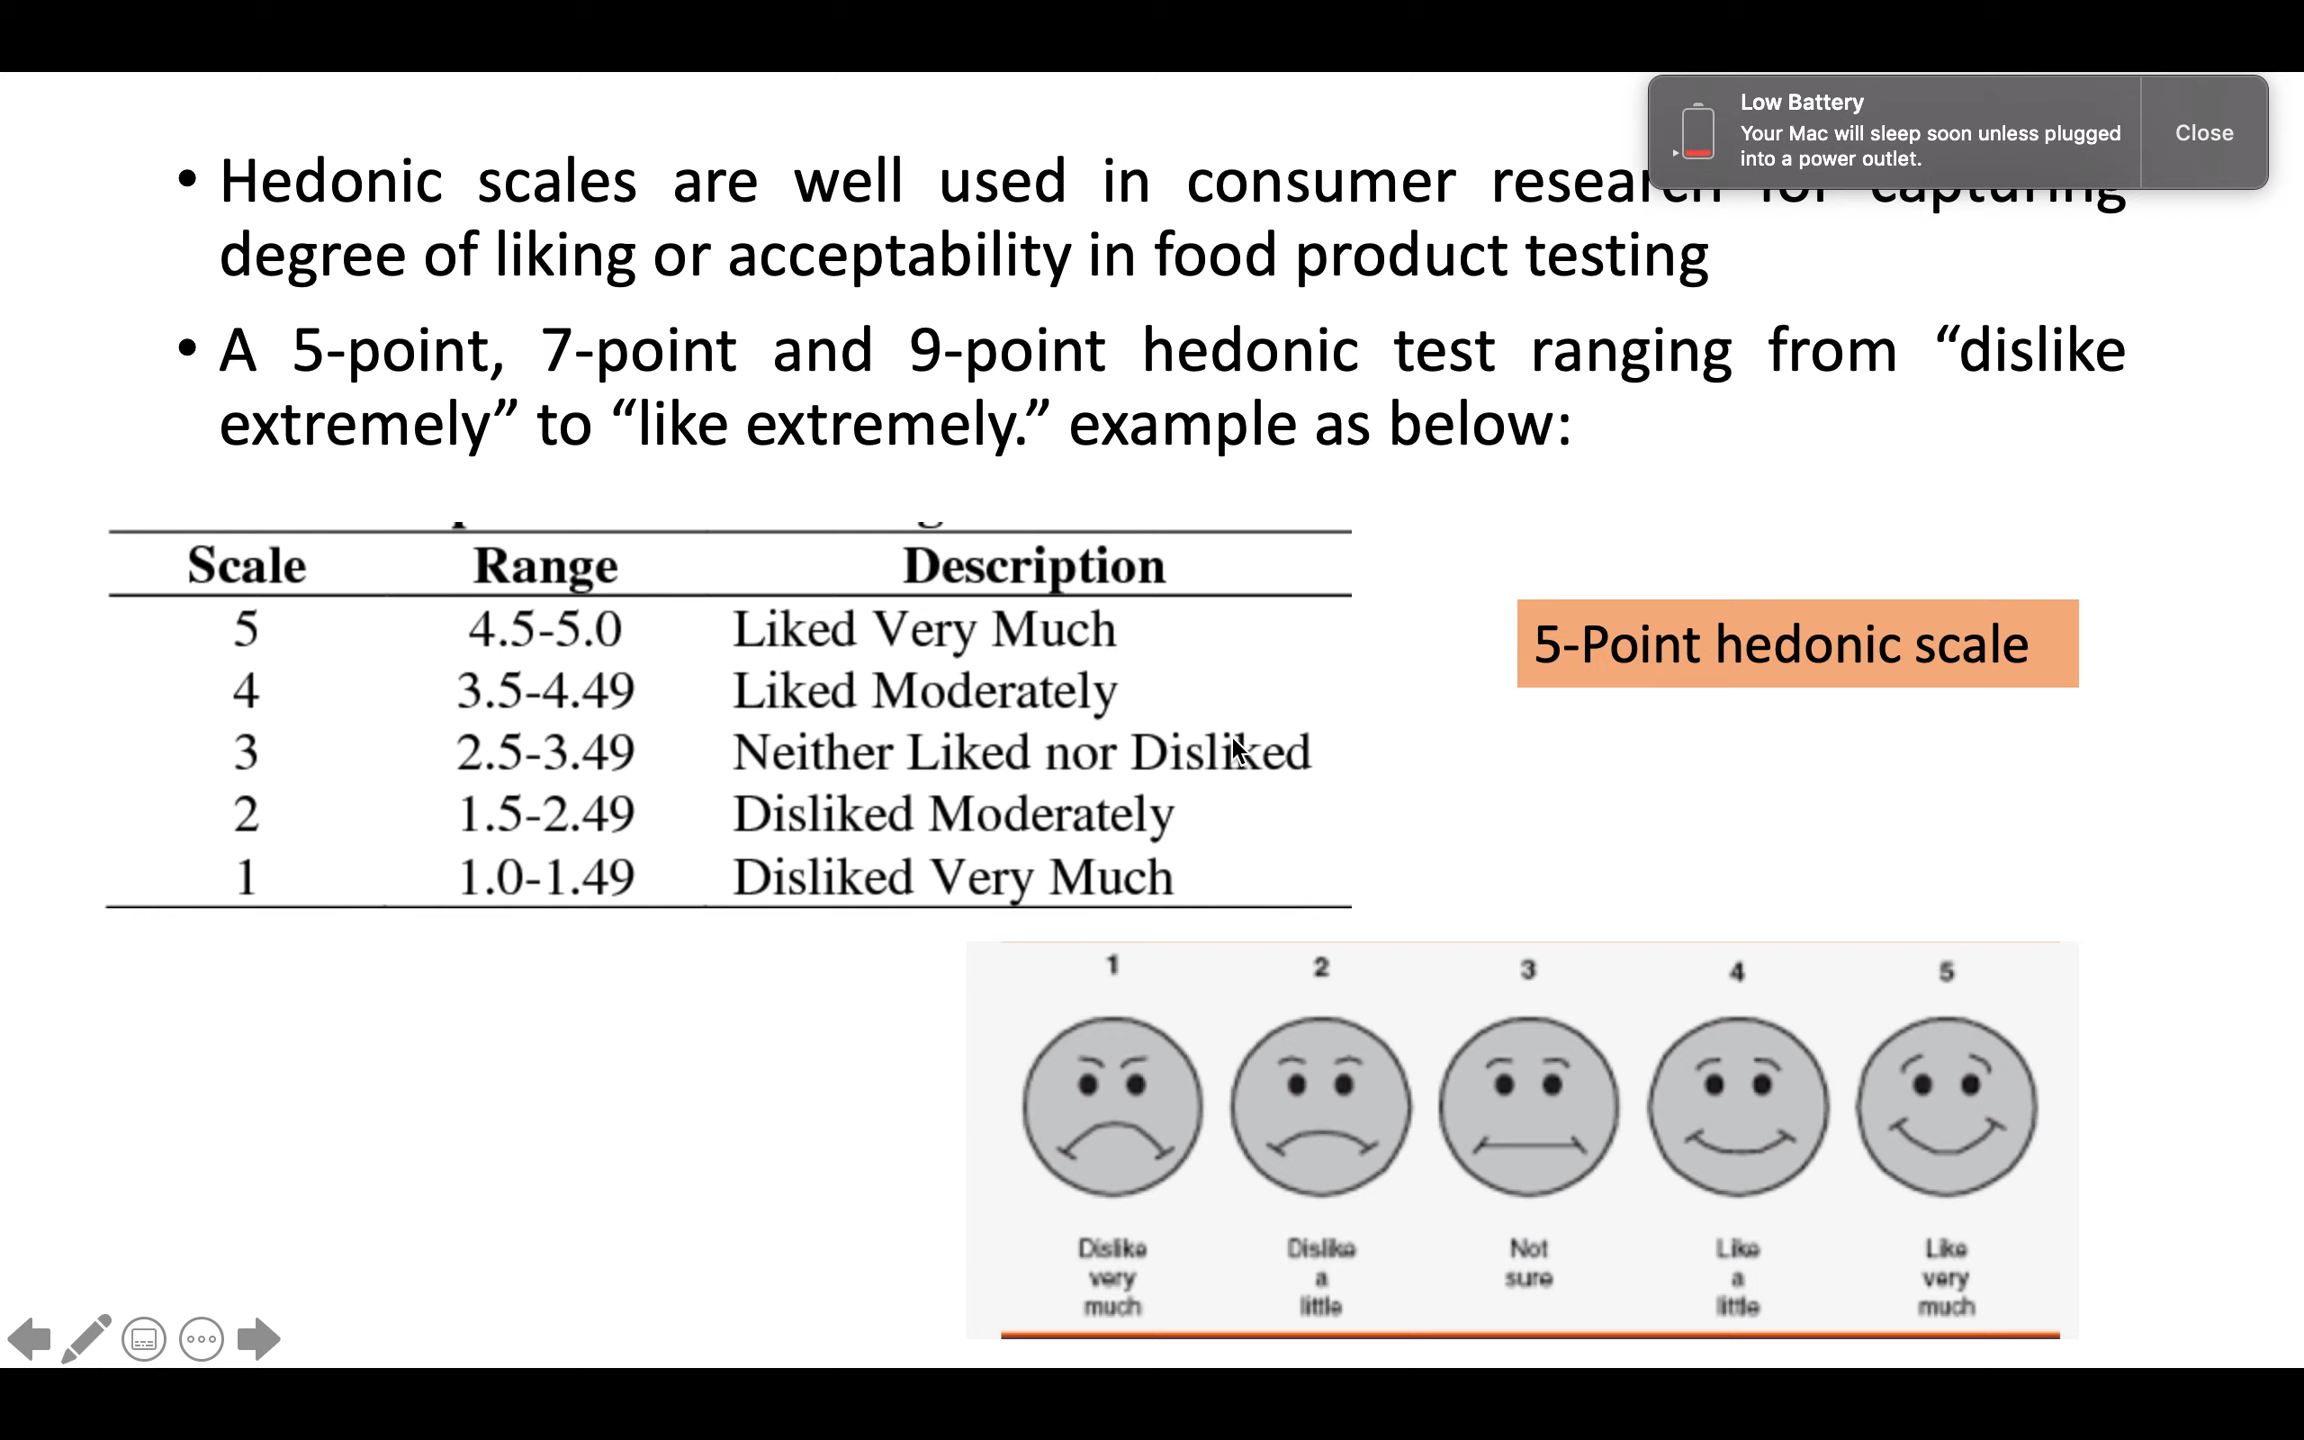 Low Battery
Your Mac will sleep soon unless plugged
into a power outlet.
Close
• Hedonic scales are well used in consumer research for capturing
degree of liking or acceptability in food product testing
• A 5-point, 7-point and 9-point hedonic test ranging from “dislike
extremely” to “like extremely.” example as below:
Scale Range Description
5 4.5-5.0 Liked Very Much
4 3.5-4.49 Liked Moderately
3 2.5-3.49 Neither Liked nor Disliked
2 1.5-2.49 Disliked Moderately
1 1.0-1.49 Disliked Very Much
5-Point hedonic scale
1 2 3 4 5
Dislike Dislike Not Like Like
very a sure a very
much little little much